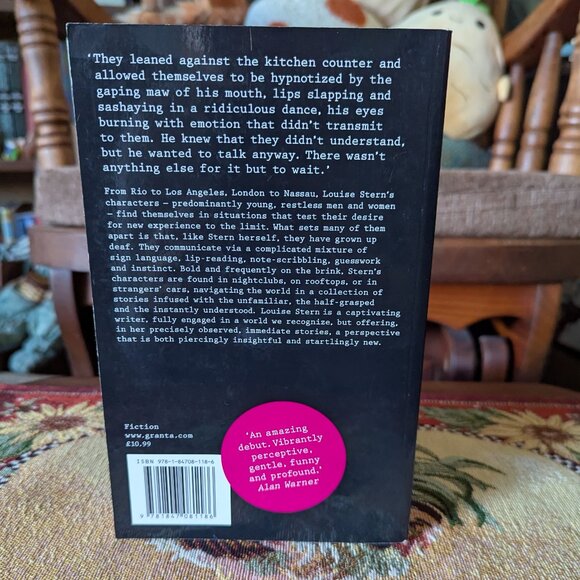 ‘They leaned against the kitchen counter and
allowed themselves to be hypnotized by the
gaping maw of his mouth, lips slapping and
sashaying in a ridiculous dance, his eyes
burning with emotion that didn’t transmit
to them. He knew that they didn’t understand,
but he wanted to talk anyway. There wasn’t
anything else for it but to wait.’
From Rio to Los Angeles, London to Nassau, Louise Stern’s
characters – predominantly young, restless men and women
– find themselves in situations that test their desire
for new experience to the limit. What sets many of them
apart is that, like Stern herself, they have grown up
deaf. They communicate via a complicated mixture of
sign language, lip-reading, note-scribbling, guesswork
and instinct. Bold and frequently on the brink, Stern’s
characters are found in nightclubs, on rooftops, or in
strangers’ cars, navigating the world in a collection of
stories infused with the unfamiliar, the half-grasped
and the instantly understood. Louise Stern is a captivating
writer, fully engaged in a world we recognize, but offering,
in her precisely observed, immediate stories, a perspective
that is both piercingly insightful and startlingly new.
Fiction
www.granta.com
£10.99
ISBN 978-1-84708-118-6
9 781847 081186
‘An amazing
debut. Vibrantly
perceptive,
gentle, funny
and profound.’
Alan Warner